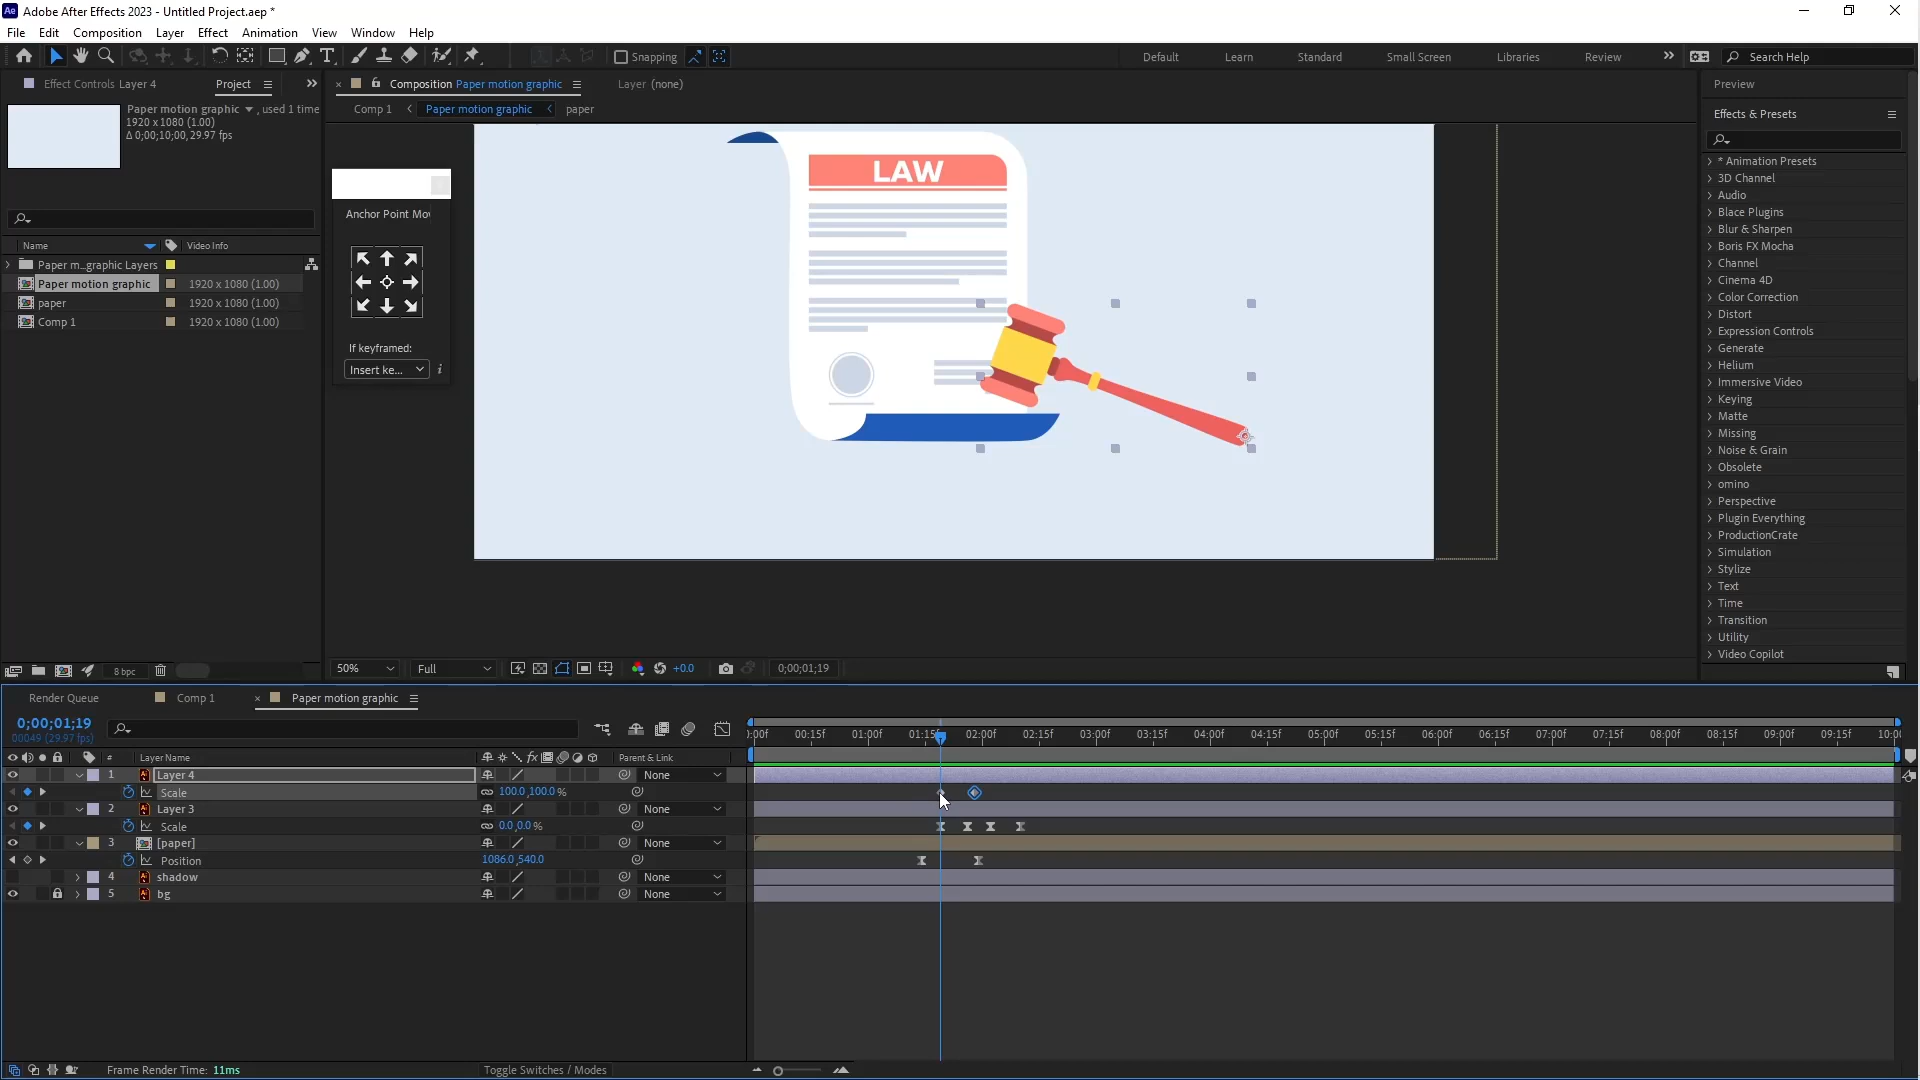 Adobe After Effects 2023 - Untitled Project.aep *
File Edit Composition Layer Effect Animation View Window Help
Snapping
Default Learn Standard Small Screen Libraries Review
Search Help
Effect Controls Layer 4
Project
Composition Paper motion graphic
Layer (none)
Preview
Paper motion graphic , used 1 time
1920 x 1080 (1.00)
Δ 0;00;10;00, 29.97 fps
Comp 1 Paper motion graphic paper
Effects & Presets
LAW
Anchor Point Mov
If keyframed:
Insert ke...
Name Video Info
Paper m...graphic Layers
Paper motion graphic 1920 x 1080 (1.00)
paper 1920 x 1080 (1.00)
Comp 1 1920 x 1080 (1.00)
* Animation Presets
3D Channel
Audio
Blace Plugins
Blur & Sharpen
Boris FX Mocha
Channel
Cinema 4D
Color Correction
Distort
Expression Controls
Generate
Helium
Immersive Video
Keying
Matte
Missing
Noise & Grain
Obsolete
omino
Perspective
Plugin Everything
ProductionCrate
Simulation
Stylize
Text
Time
Transition
Utility
Video Copilot
8 bpc
50% Full +0.0 0;00;01;19
Render Queue Comp 1 Paper motion graphic
0;00;01;19
00049 (29.97 fps)
:00f 00:15f 01:00f 01:15f 02:00f 02:15f 03:00f 03:15f 04:00f 04:15f 05:00f 05:15f 06:00f 06:15f 07:00f 07:15f 08:00f 08:15f 09:00f 09:15f 10:00
# Layer Name Parent & Link
1 Layer 4 None
Scale 100.0,100.0 %
2 Layer 3 None
Scale 0.0,0.0 %
3 [paper] None
Position 1086.0,540.0
4 shadow None
5 bg None
Frame Render Time: 11ms
Toggle Switches / Modes